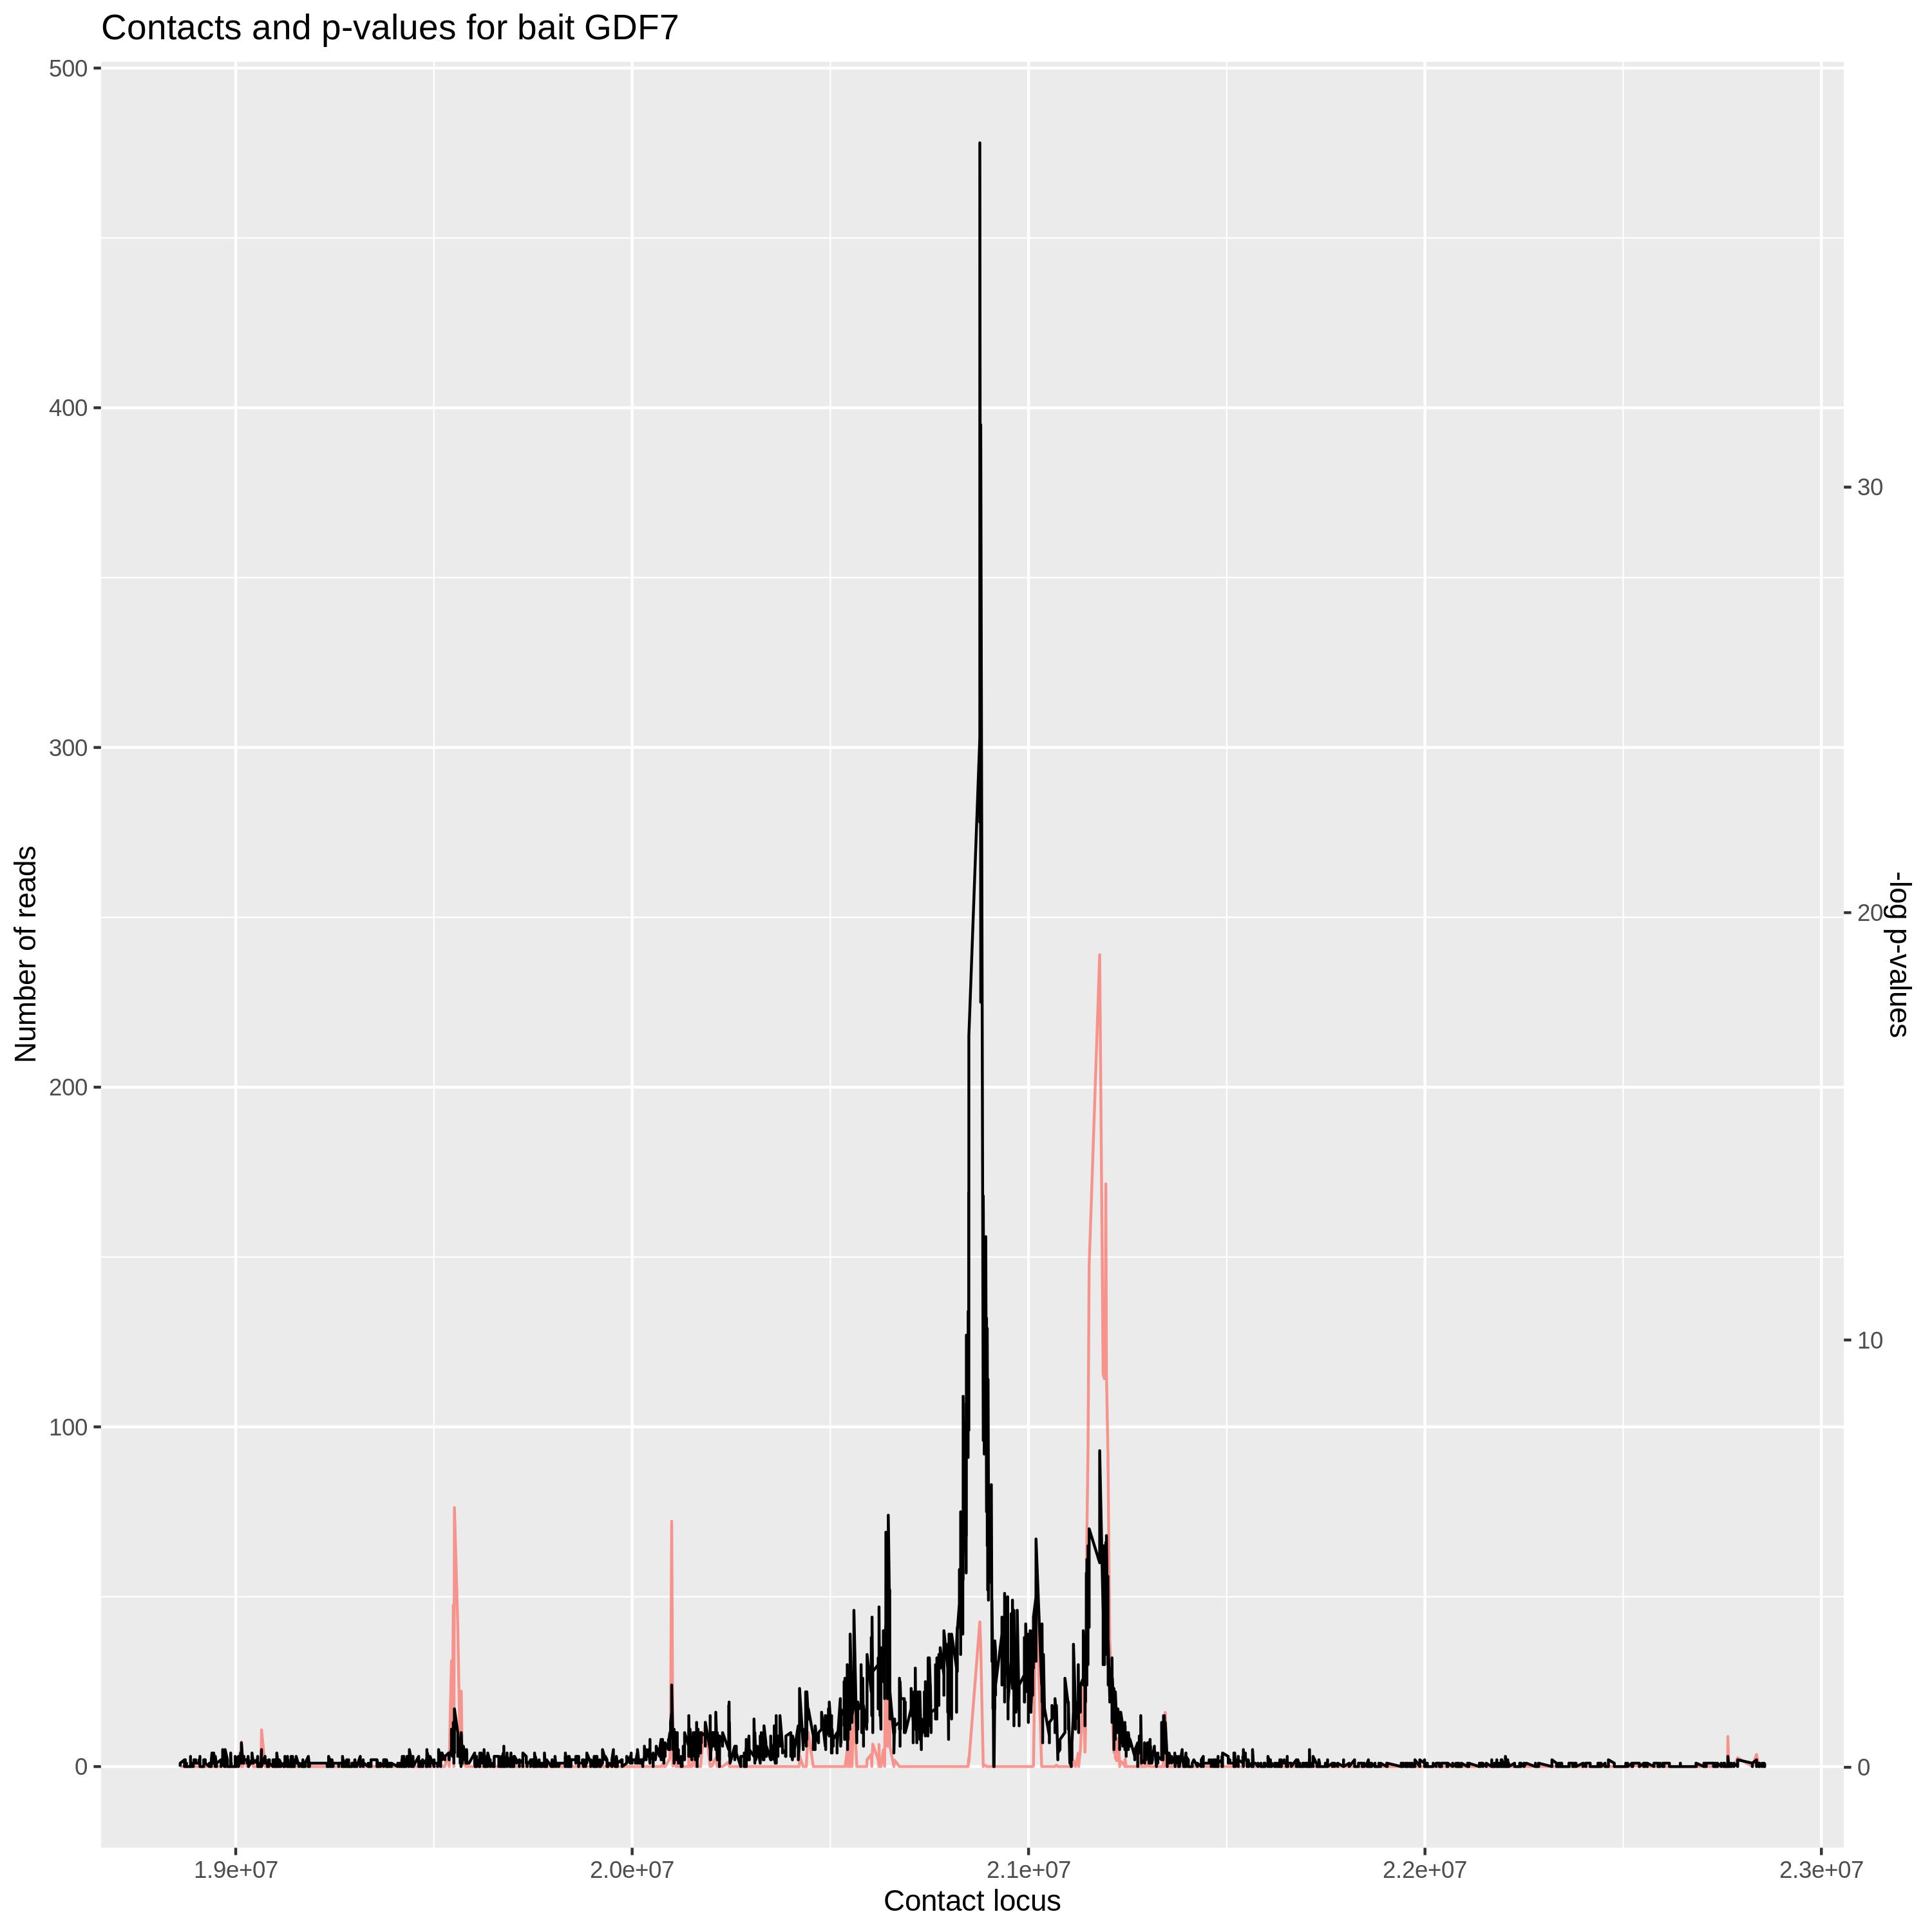 Contacts and p-values for bait GDF7
500
400
300
200
100
0
Number of reads
30
20
10
0
-log p-values
1.9e+07
2.0e+07
2.1e+07
2.2e+07
2.3e+07
Contact locus